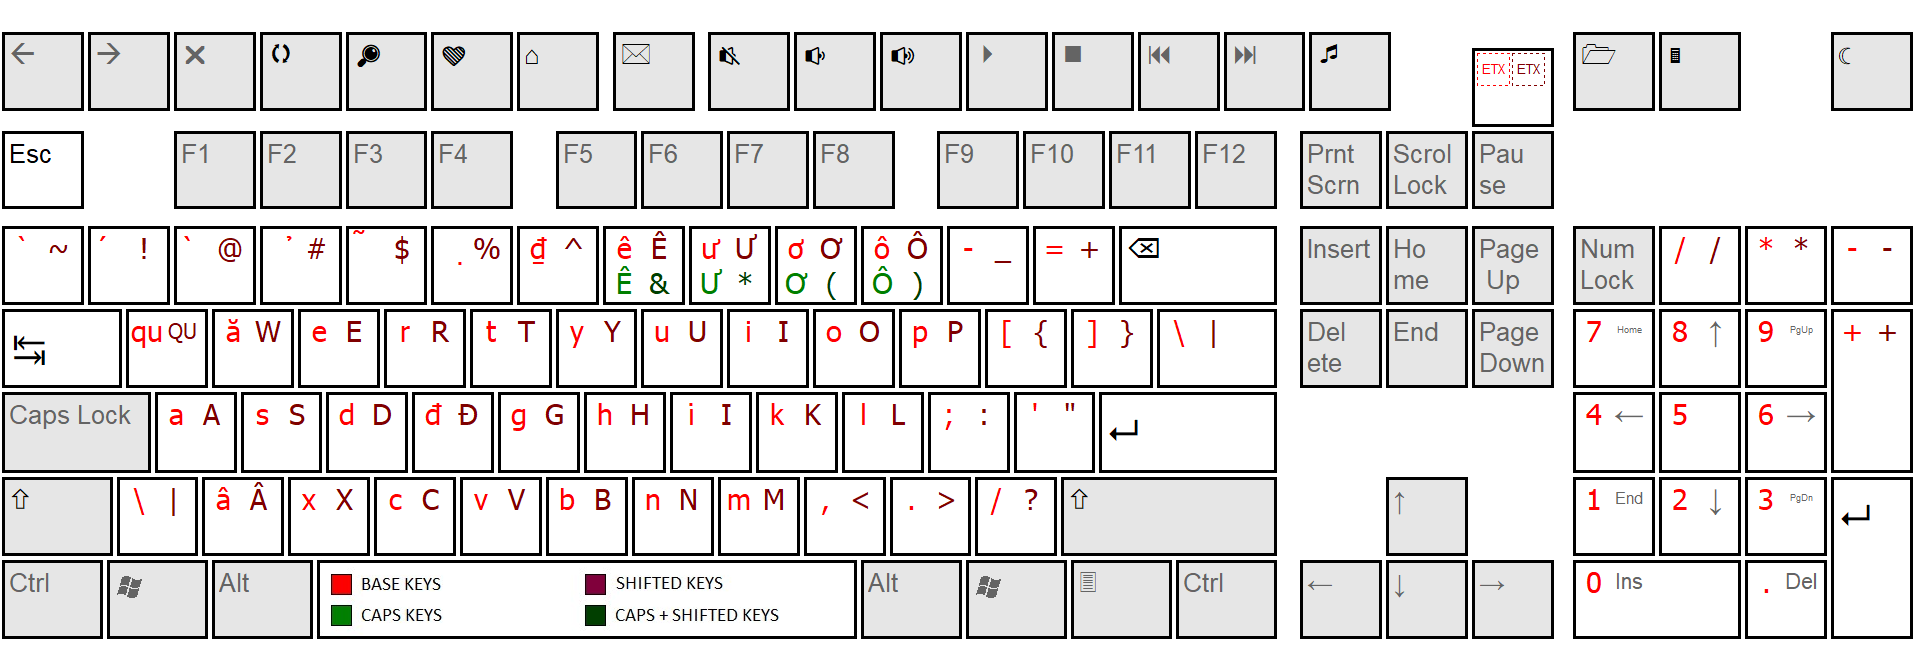 ETX ETX
Esc F1 F2 F3 F4 F5 F6 F7 F8 F9 F10 F11 F12 Prnt Scrol Pau
Scrn Lock se
` ~ ´ ! ` @ ̉ # ~ $ . % ₫ ^ ê Ê ư Ư ơ Ơ ô Ô - _ = + Insert Ho Page Num / / * * - -
Ê & Ư * Ơ ( Ô ) me Up Lock
qu QU ă W e E r R t T y Y u U i I o O p P [ { ] } \ | Del End Page 7 Home 8 ↑ 9 PgUp + +
ete Down
Caps Lock a A s S d D đ Đ g G h H i I k K l L ; : ' " 4 ← 5 6 →
\ | â Â x X c C v V b B n N m M , < . > / ? ↑ 1 End 2 ↓ 3 PgDn
Ctrl Alt BASE KEYS SHIFTED KEYS Alt Ctrl ← ↓ → 0 Ins . Del
CAPS KEYS CAPS + SHIFTED KEYS